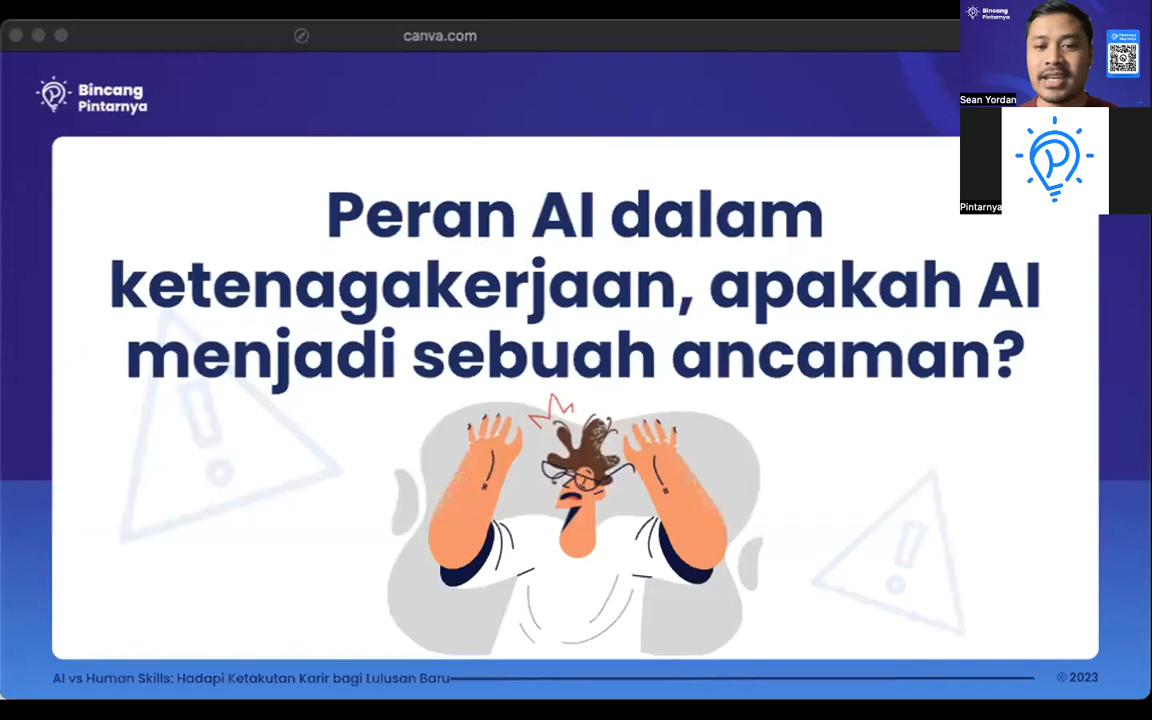 canva.com
Bincang
Pintarnya
Bincang
Pintarnya
Sean Yordan
Pintarnya
Peran AI dalam
ketenagakerjaan, apakah AI
menjadi sebuah ancaman?
AI vs Human Skills: Hadapi Ketakutan Karir bagi Lulusan Baru
© 2023